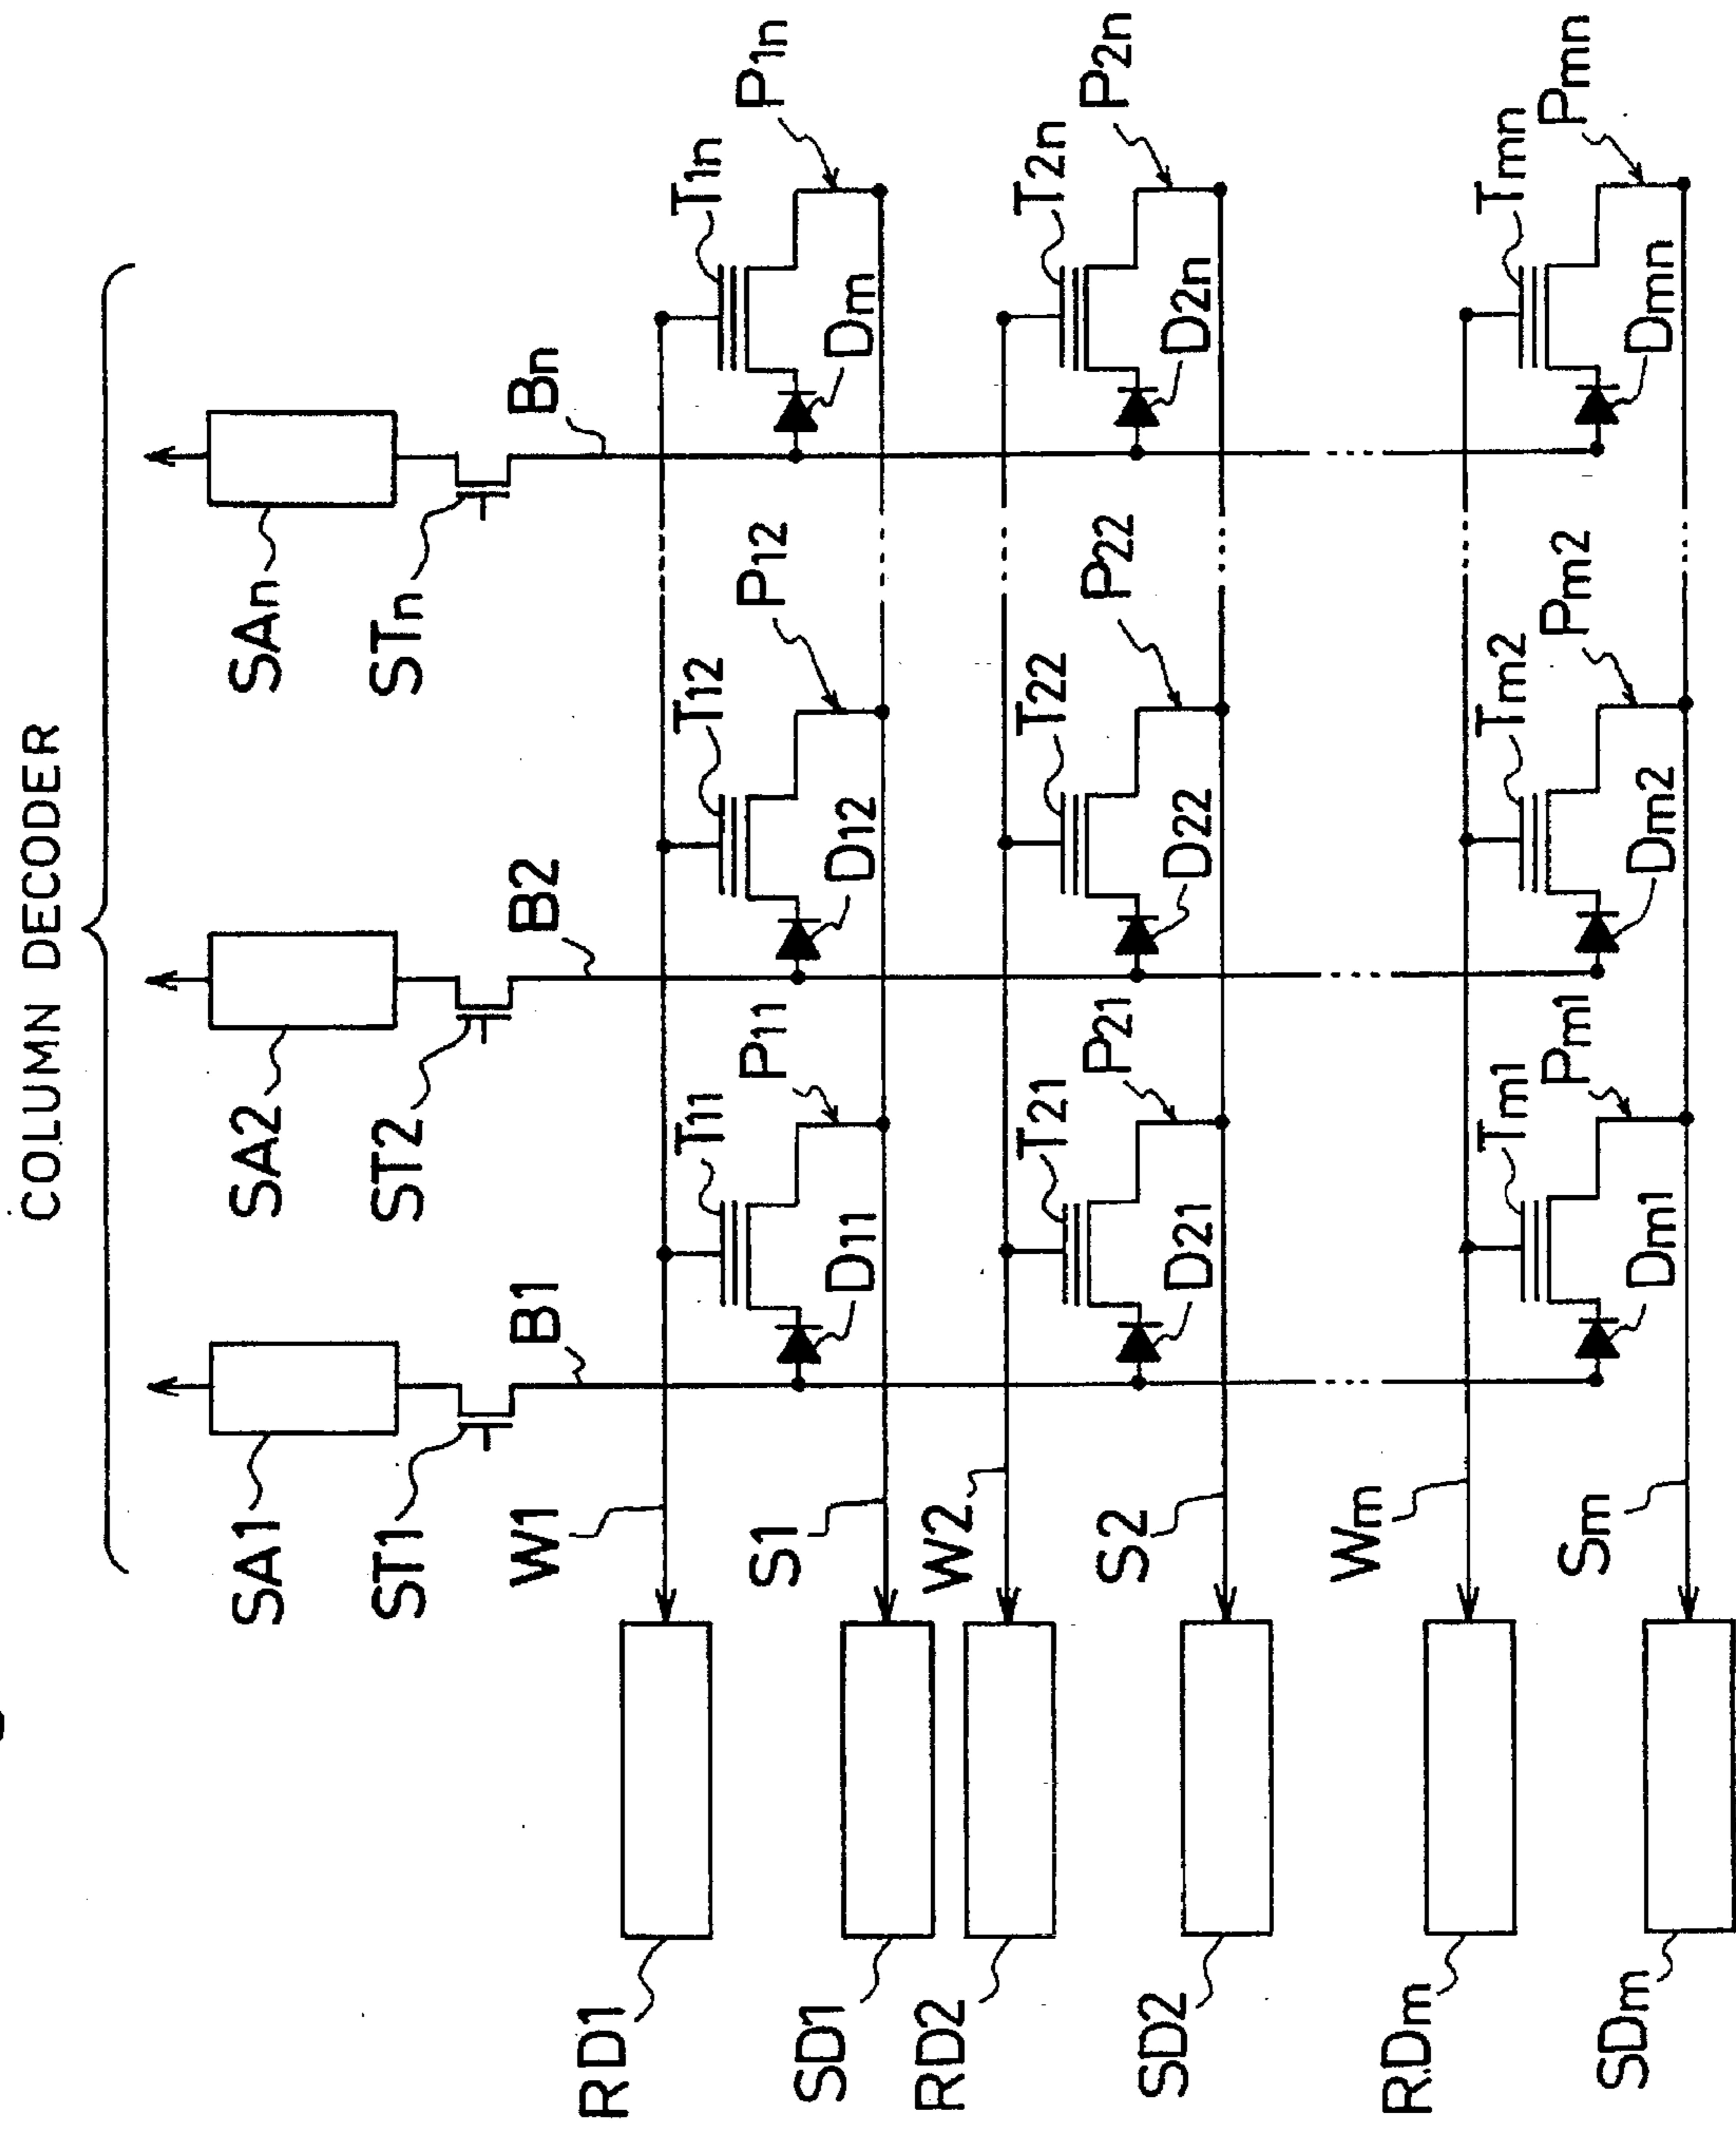 COLUMN DECODER
SA1
SA2
SAn
ST1
ST2
STn
B1
B2
Bn
RD1
W1
T11
P11
T12
P12
T1n
P1n
D11
D12
Dm
SD1
S1
RD2
W2
T21
P21
T22
P22
T2n
P2n
D21
D22
D2n
SD2
S2
RDm
Wm
Tm1
Pm1
Tm2
Pm2
Tmn
Pmn
Dm1
Dm2
Dmn
SDm
Sm